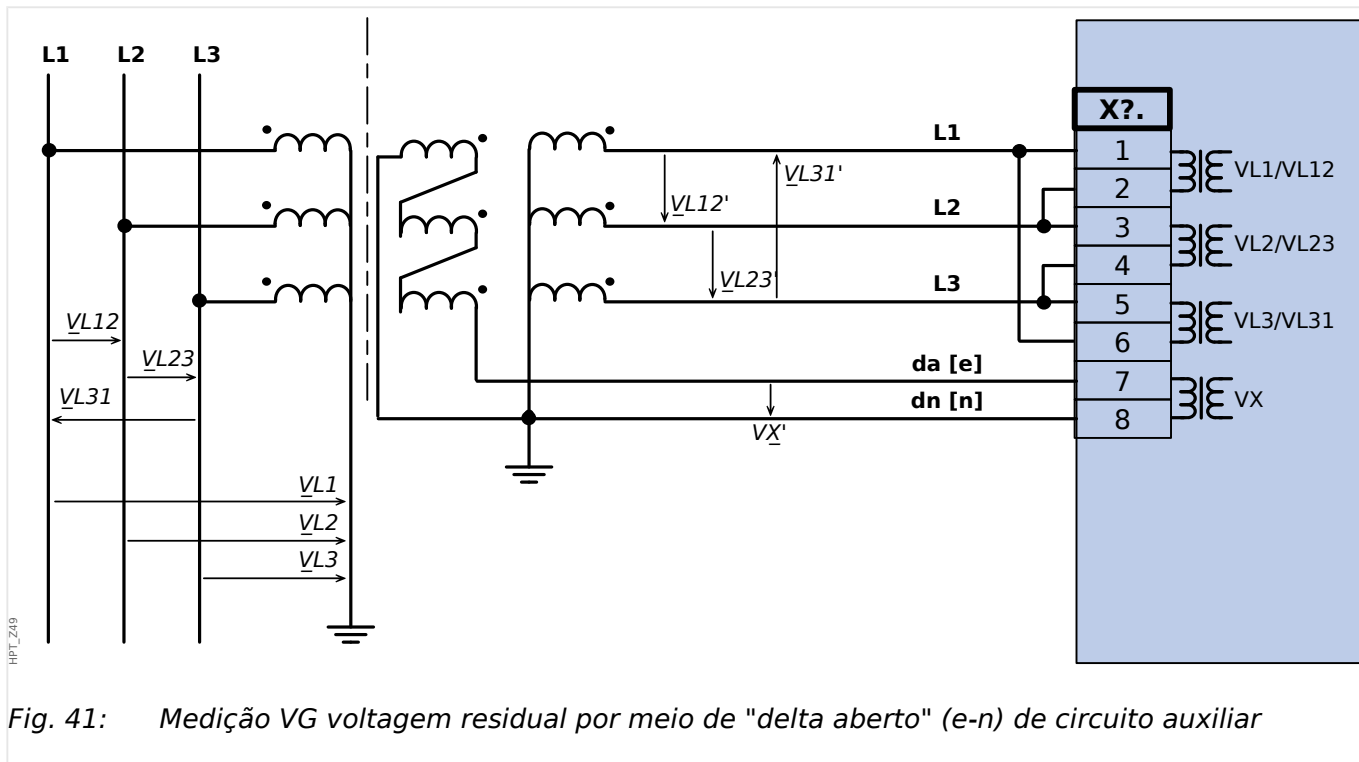 L1 L2 L3
X?.
L1
1
VL31'
VL1/VL12
2
VL12'
L2
3
VL2/VL23
4
VL23'
L3
5
VL12
VL3/VL31
6
VL23
da [e]
7
VL31
dn [n]
VX
8
VX'
VL1
VL2
VL3
HPT_Z49
Fig. 41: Medição VG voltagem residual por meio de "delta aberto" (e-n) de circuito auxiliar